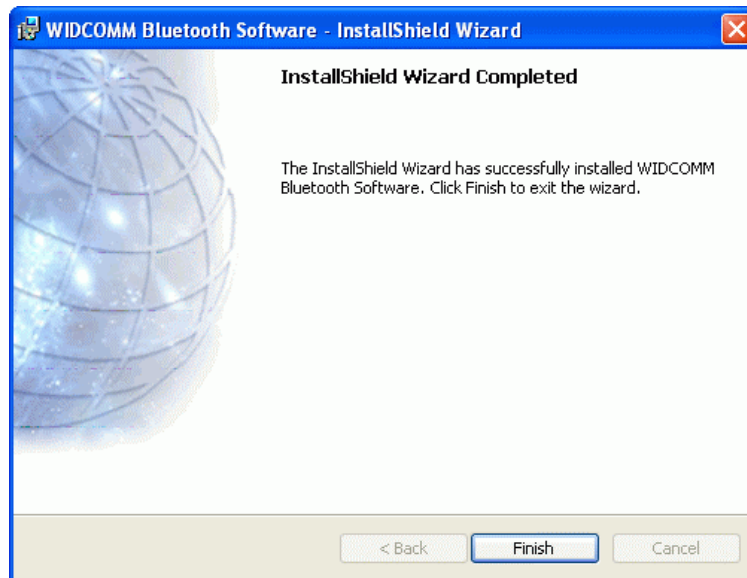 WIDCOMM Bluetooth Software - InstallShield Wizard
InstallShield Wizard Completed
The InstallShield Wizard has successfully installed WIDCOMM
Bluetooth Software. Click Finish to exit the wizard.
< Back Finish Cancel